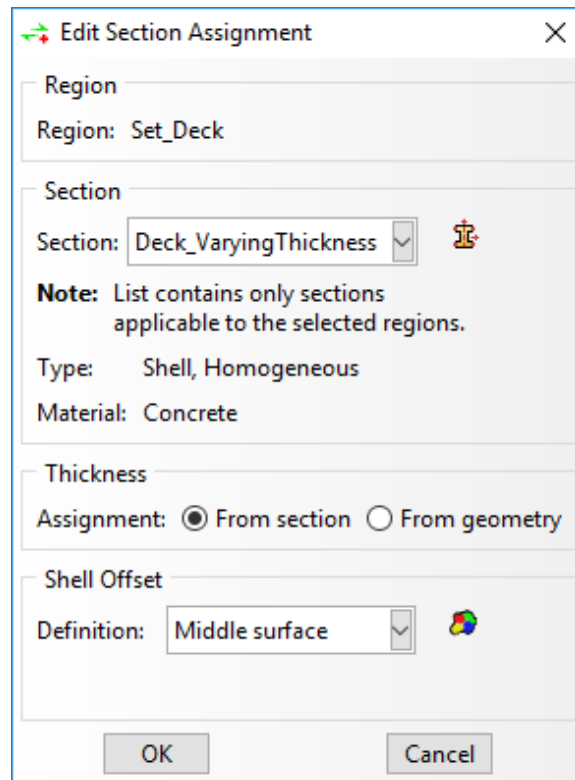 Edit Section Assignment
Region
Region: Set_Deck
Section
Section: Deck_VaryingThickness
Note: List contains only sections
applicable to the selected regions.
Type: Shell, Homogeneous
Material: Concrete
Thickness
Assignment: From section From geometry
Shell Offset
Definition: Middle surface
OK Cancel